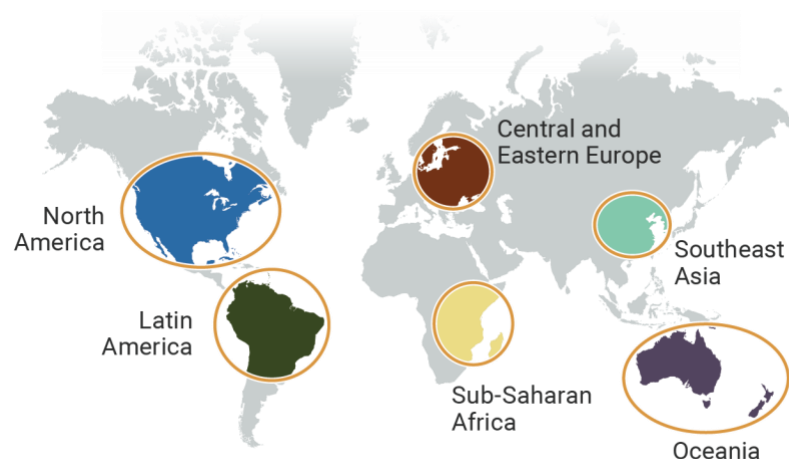 Central and
Eastern Europe
North
America
Southeast
Asia
Latin
America
Sub-Saharan
Africa
Oceania